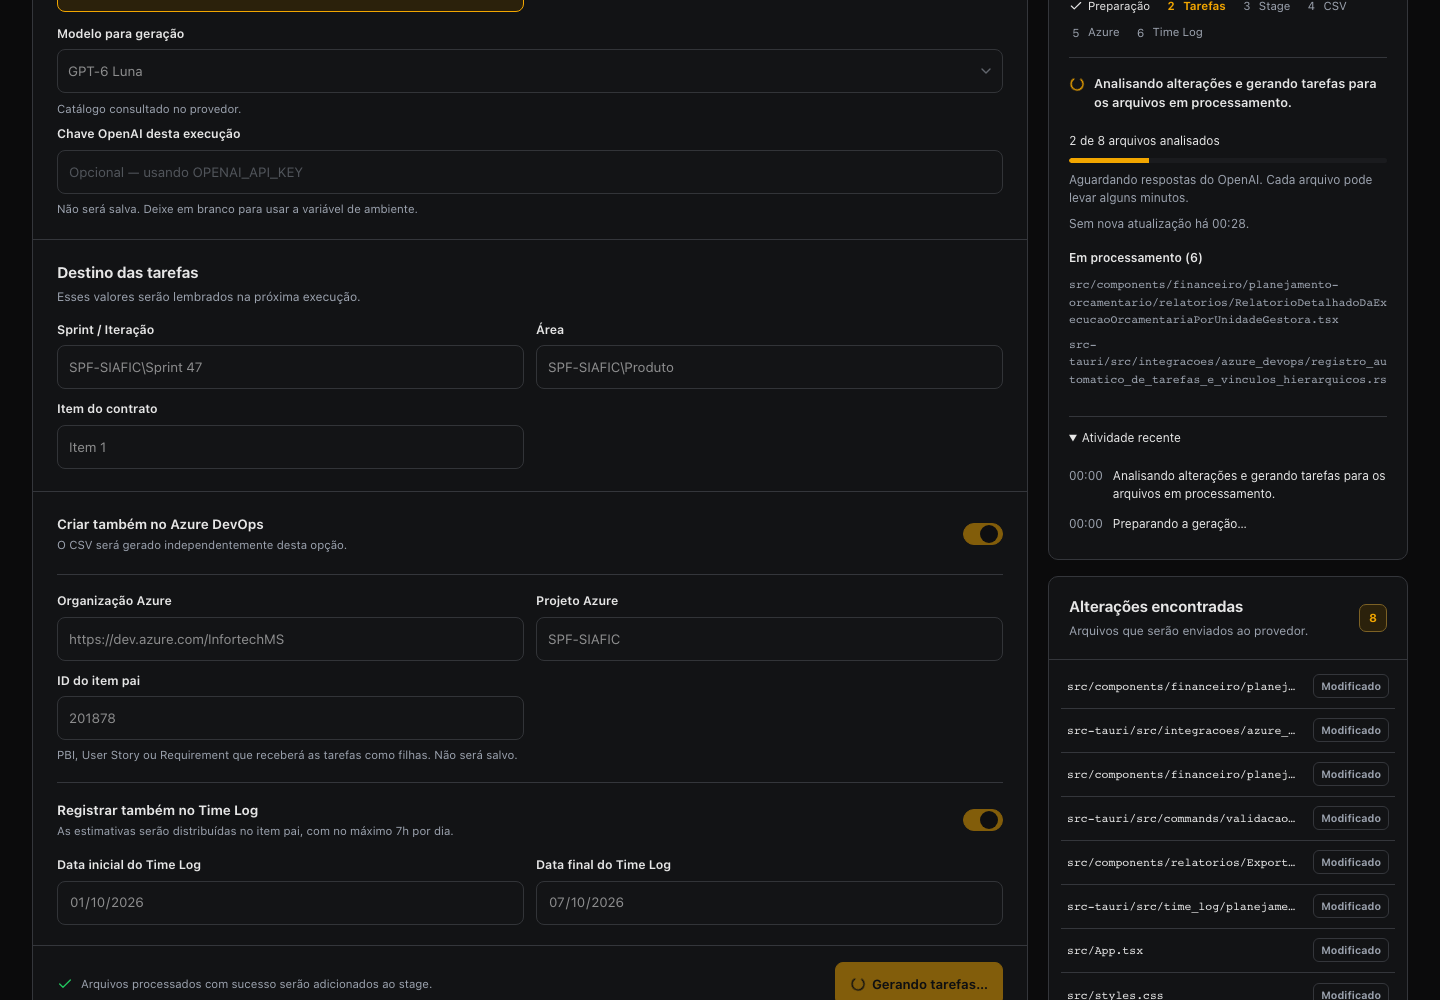 Modelo para geração
GPT-6 Luna
Catálogo consultado no provedor.
Chave OpenAI desta execução
Opcional — usando OPENAI_API_KEY
Não será salva. Deixe em branco para usar a variável de ambiente.
Destino das tarefas
Esses valores serão lembrados na próxima execução.
Sprint / Iteração
Área
SPF-SIAFIC\Sprint 47
SPF-SIAFIC\Produto
Item do contrato
Item 1
Criar também no Azure DevOps
O CSV será gerado independentemente desta opção.
Organização Azure
Projeto Azure
https://dev.azure.com/InfortechMS
SPF-SIAFIC
ID do item pai
201878
PBI, User Story ou Requirement que receberá as tarefas como filhas. Não será salvo.
Registrar também no Time Log
As estimativas serão distribuídas no item pai, com no máximo 7h por dia.
Data inicial do Time Log
Data final do Time Log
01/10/2026
07/10/2026
Arquivos processados com sucesso serão adicionados ao stage.
Gerando tarefas...
Preparação 2 Tarefas 3 Stage 4 CSV
5 Azure 6 Time Log
Analisando alterações e gerando tarefas para
os arquivos em processamento.
2 de 8 arquivos analisados
Aguardando respostas do OpenAI. Cada arquivo pode
levar alguns minutos.
Sem nova atualização há 00:28.
Em processamento (6)
src/components/financeiro/planejamento-
orcamentario/relatorios/RelatorioDetalhadoDaEx
ecucaoOrcamentariaPorUnidadeGestora.tsx
src-
tauri/src/integracoes/azure_devops/registro_au
tomatico_de_tarefas_e_vinculos_hierarquicos.rs
Atividade recente
00:00 Analisando alterações e gerando tarefas para os
arquivos em processamento.
00:00 Preparando a geração...
Alterações encontradas
8
Arquivos que serão enviados ao provedor.
src/components/financeiro/planej… Modificado
src-tauri/src/integracoes/azure_… Modificado
src/components/financeiro/planej… Modificado
src-tauri/src/commands/validacao… Modificado
src/components/relatorios/Export… Modificado
src-tauri/src/time_log/planejame… Modificado
src/App.tsx Modificado
src/styles.css Modificado